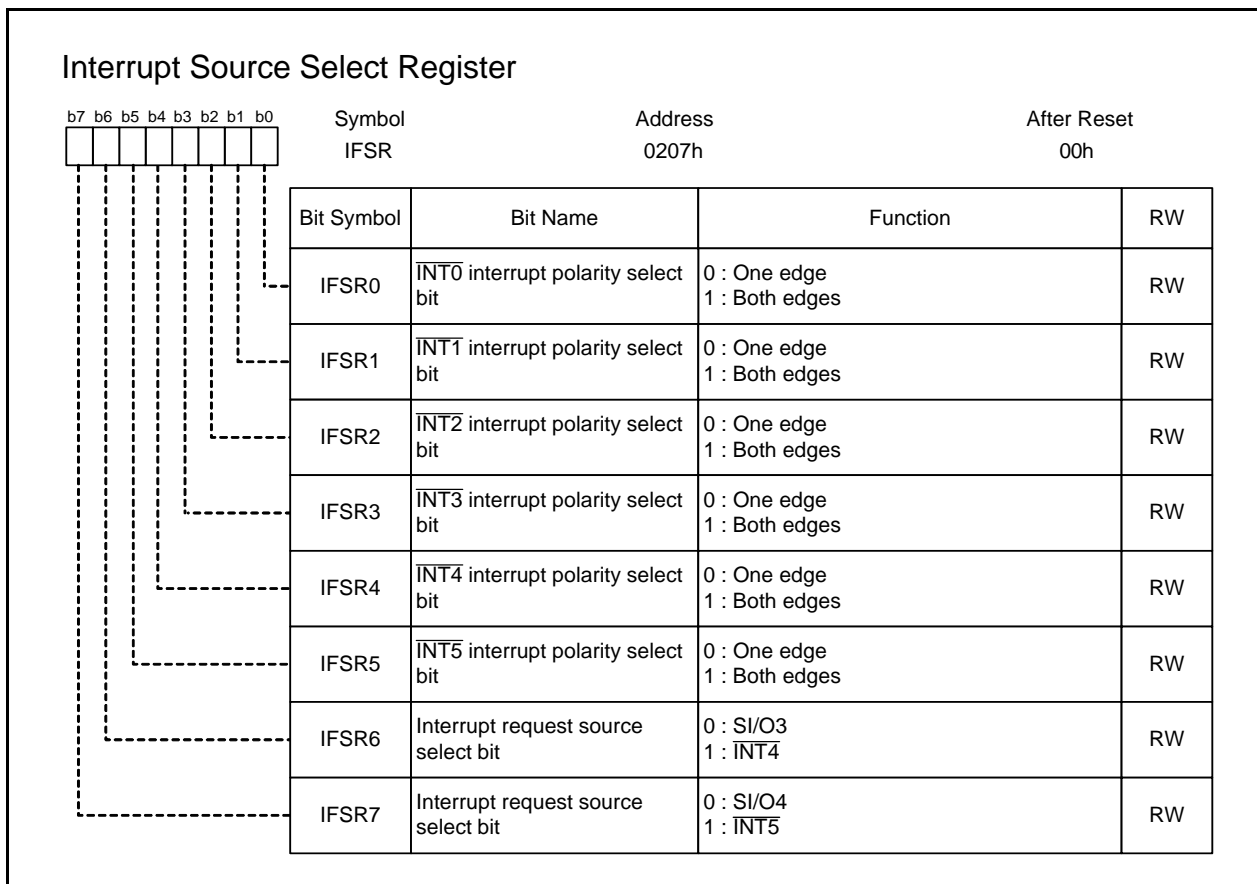 Interrupt Source Select Register
b7 b6 b5 b4 b3 b2 b1 b0
Symbol Address After Reset
IFSR 0207h 00h
Bit Symbol Bit Name Function RW
IFSR0 INT0 interrupt polarity select bit 0 : One edge 1 : Both edges RW
IFSR1 INT1 interrupt polarity select bit 0 : One edge 1 : Both edges RW
IFSR2 INT2 interrupt polarity select bit 0 : One edge 1 : Both edges RW
IFSR3 INT3 interrupt polarity select bit 0 : One edge 1 : Both edges RW
IFSR4 INT4 interrupt polarity select bit 0 : One edge 1 : Both edges RW
IFSR5 INT5 interrupt polarity select bit 0 : One edge 1 : Both edges RW
IFSR6 Interrupt request source select bit 0 : SI/O3 1 : INT4 RW
IFSR7 Interrupt request source select bit 0 : SI/O4 1 : INT5 RW